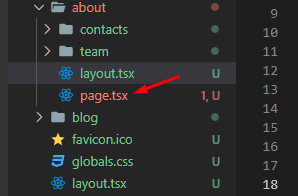 about
contacts
team
layout.tsx U
page.tsx 1, U
blog
favicon.ico U
globals.css U
layout.tsx U
9
10
11
12
13
14
15
16
17
18